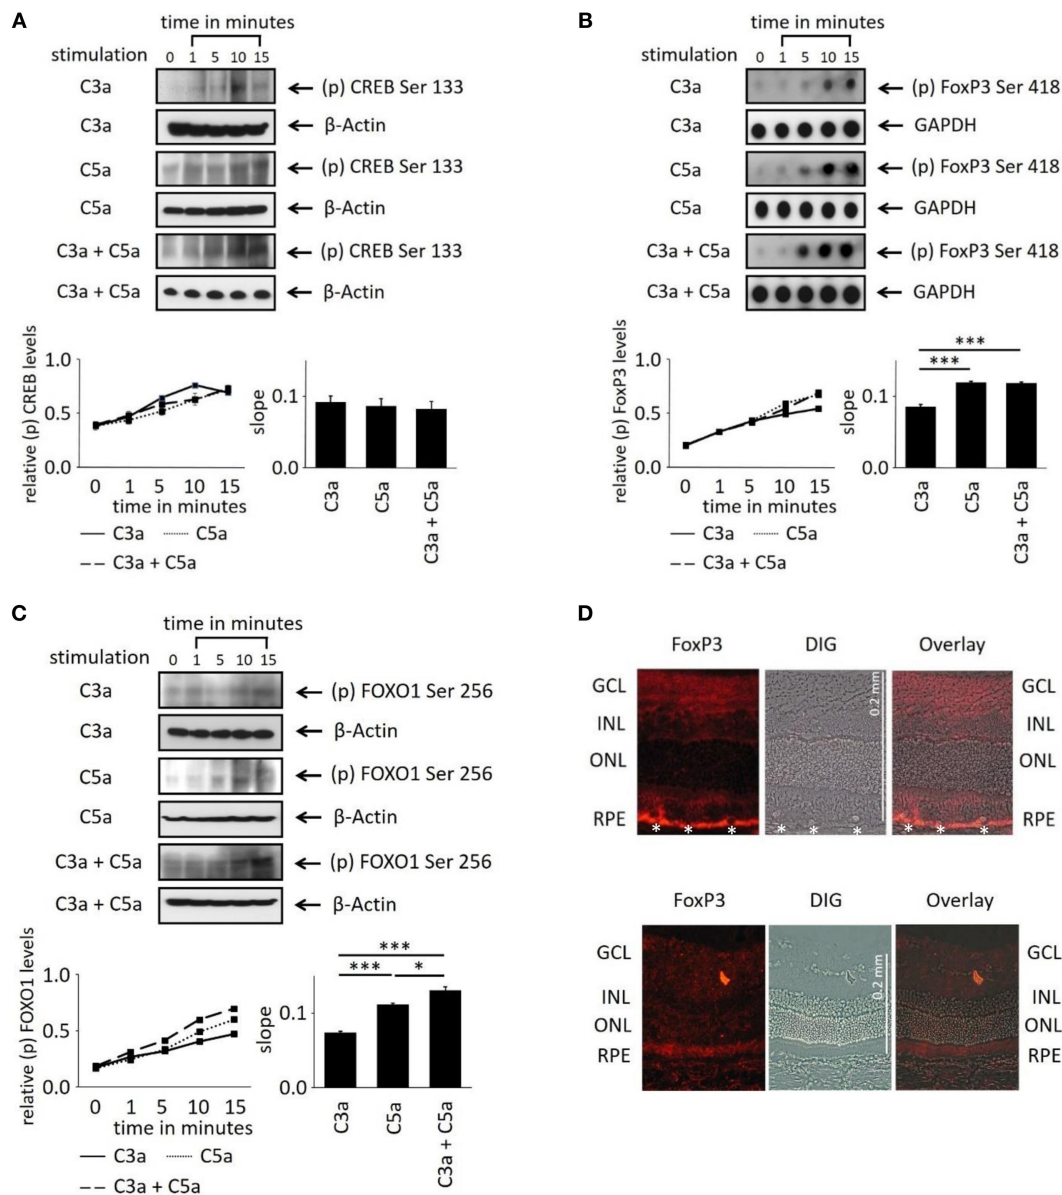 A
time in minutes
stimulation 0 1 5 10 15
C3a (p) CREB Ser 133
C3a β-Actin
C5a (p) CREB Ser 133
C5a β-Actin
C3a + C5a (p) CREB Ser 133
C3a + C5a β-Actin
relative (p) CREB levels
1.0
0.5
0.0
0 1 5 10 15
time in minutes
C3a C5a
C3a + C5a
slope
0.1
0.0
C3a
C5a
C3a + C5a
B
time in minutes
stimulation 0 1 5 10 15
C3a (p) FoxP3 Ser 418
C3a GAPDH
C5a (p) FoxP3 Ser 418
C5a GAPDH
C3a + C5a (p) FoxP3 Ser 418
C3a + C5a GAPDH
relative (p) FoxP3 levels
1.0
0.5
0.0
0 1 5 10 15
time in minutes
C3a C5a
C3a + C5a
slope
***
***
0.1
0.0
C3a
C5a
C3a + C5a
C
time in minutes
stimulation 0 1 5 10 15
C3a (p) FOXO1 Ser 256
C3a β-Actin
C5a (p) FOXO1 Ser 256
C5a β-Actin
C3a + C5a (p) FOXO1 Ser 256
C3a + C5a β-Actin
relative (p) FOXO1 levels
1.0
0.5
0.0
0 1 5 10 15
time in minutes
C3a C5a
C3a + C5a
slope
***
*** *
0.1
0.0
C3a
C5a
C3a + C5a
D
FoxP3 DIG Overlay
GCL GCL
INL INL
ONL ONL
RPE RPE
0.2 mm
* * * * * * * * *
FoxP3 DIG Overlay
GCL GCL
INL INL
ONL ONL
RPE RPE
0.2 mm